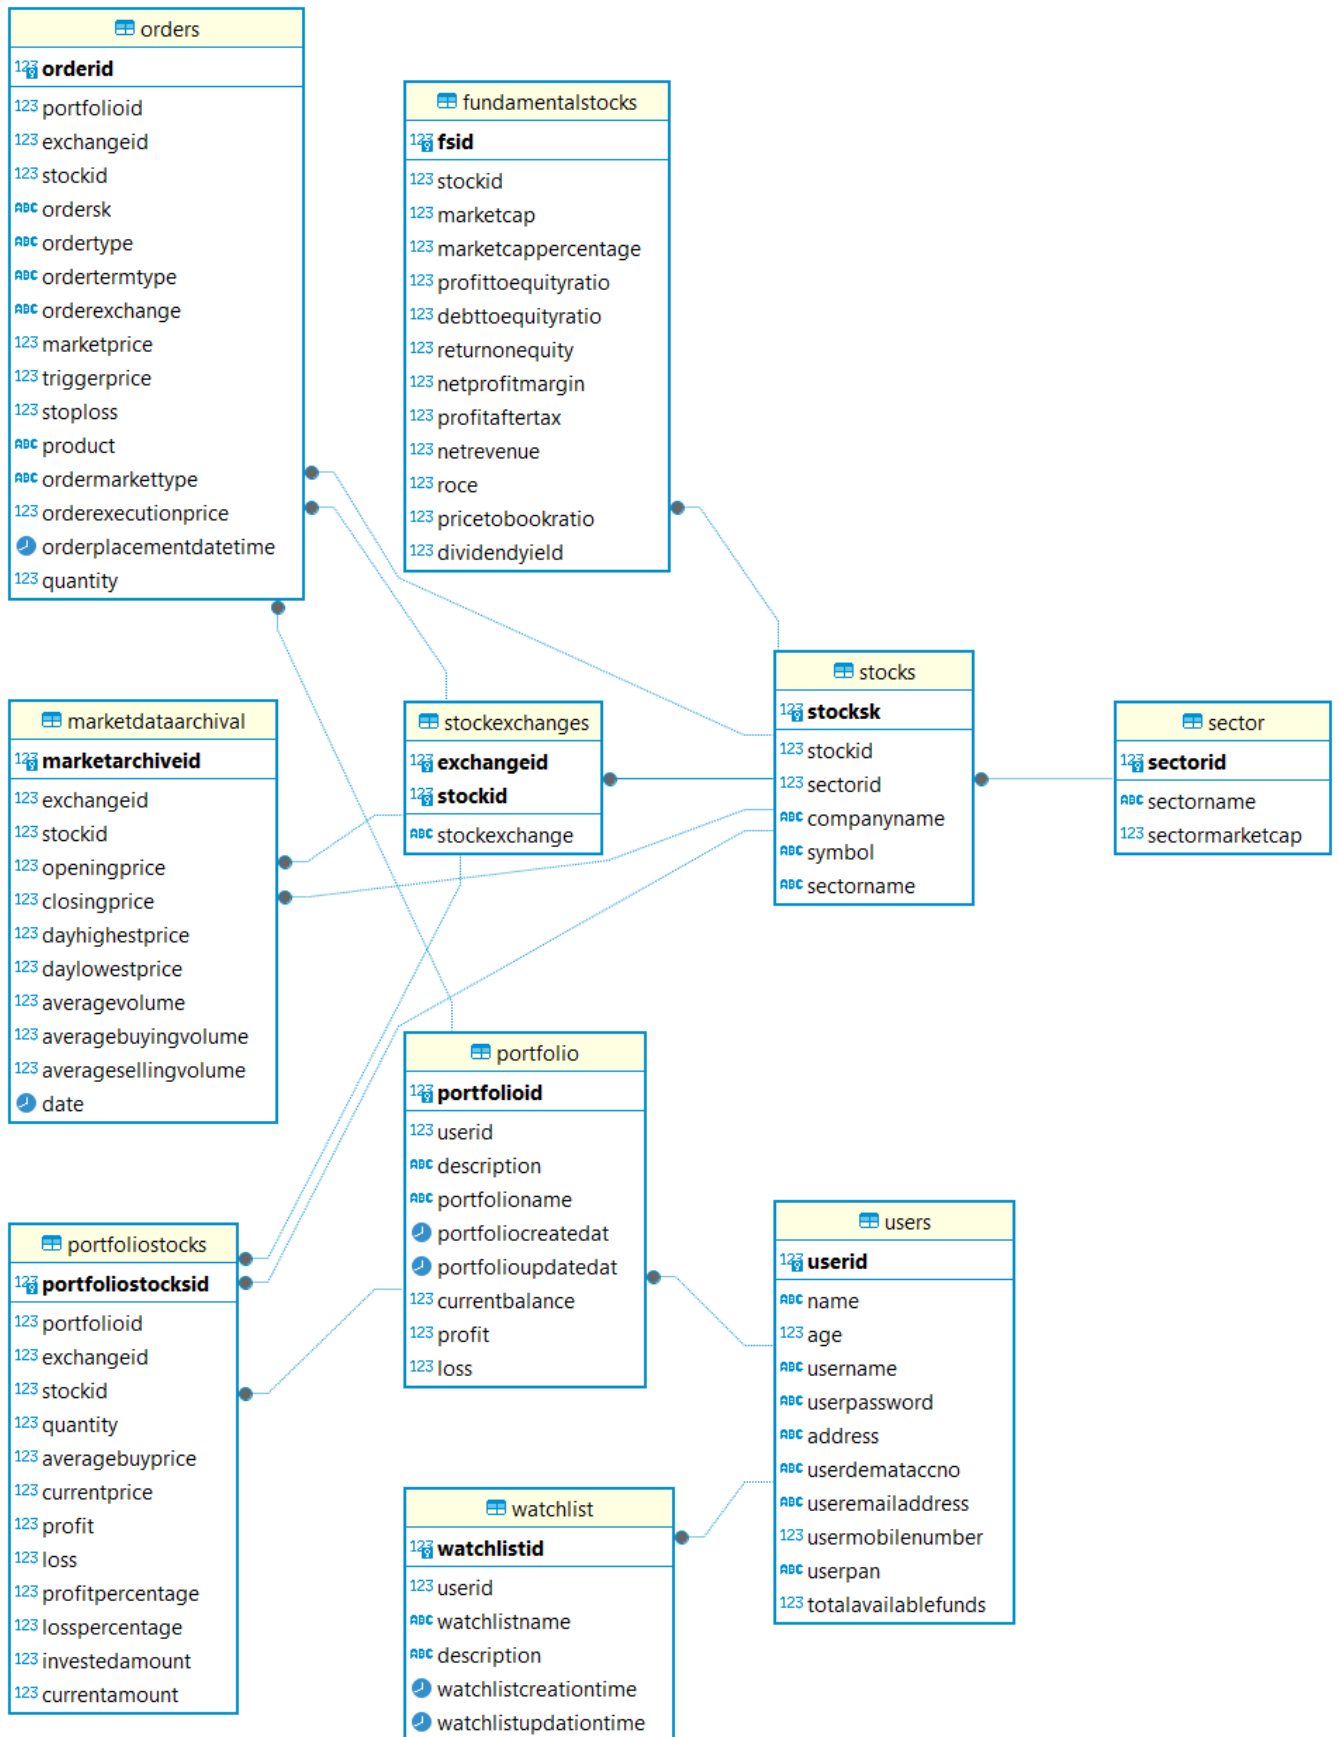 orders
orderid
portfolioid
exchangeid
stockid
ordersk
ordertype
ordertermtype
orderexchange
marketprice
triggerprice
stoploss
product
ordermarkettype
orderexecutionprice
orderplacementdatetime
quantity
fundamentalstocks
fsid
stockid
marketcap
marketcappercentage
profittoequityratio
debttoequityratio
returnonequity
netprofitmargin
profitaftertax
netrevenue
roce
pricetobookratio
dividendyield
marketdataarchival
marketarchiveid
exchangeid
stockid
openingprice
closingprice
dayhighestprice
daylowestprice
averagevolume
averagebuyingvolume
averagesellingvolume
date
stockexchanges
exchangeid
stockid
stockexchange
stocks
stocksk
stockid
sectorid
companyname
symbol
sectorname
sector
sectorid
sectorname
sectormarketcap
portfolio
portfolioid
userid
description
portfolioname
portfoliocreatedat
portfolioupdatedat
currentbalance
profit
loss
portfoliostocks
portfoliostocksid
portfolioid
exchangeid
stockid
quantity
averagebuyprice
currentprice
profit
loss
profitpercentage
losspercentage
investedamount
currentamount
users
userid
name
age
username
userpassword
address
userdemataccno
useremailaddress
usermobilenumber
userpan
totalavailablefunds
watchlist
watchlistid
userid
watchlistname
description
watchlistcreationtime
watchlistupdationtime